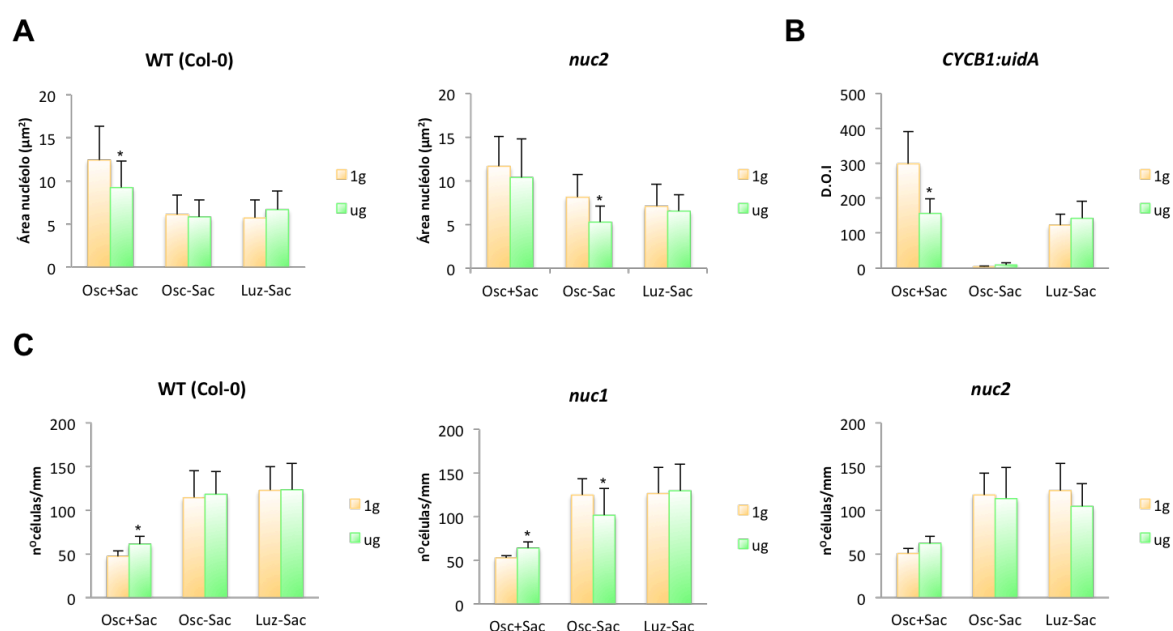 A
WT (Col-0)
Área nucléolo (µm²)
20
15
10
5
0
Osc+Sac
Osc-Sac
Luz-Sac
1g
ug
*
nuc2
Área nucléolo (µm²)
20
15
10
5
0
Osc+Sac
Osc-Sac
Luz-Sac
1g
ug
*
B
CYCB1:uidA
D.O.I
500
400
300
200
100
0
Osc+Sac
Osc-Sac
Luz-Sac
1g
ug
*
C
WT (Col-0)
nºcélulas/mm
200
150
100
50
0
Osc+Sac
Osc-Sac
Luz-Sac
1g
ug
*
nuc1
nºcélulas/mm
200
150
100
50
0
Osc+Sac
Osc-Sac
Luz-Sac
1g
ug
*
*
nuc2
nºcélulas/mm
200
150
100
50
0
Osc+Sac
Osc-Sac
Luz-Sac
1g
ug